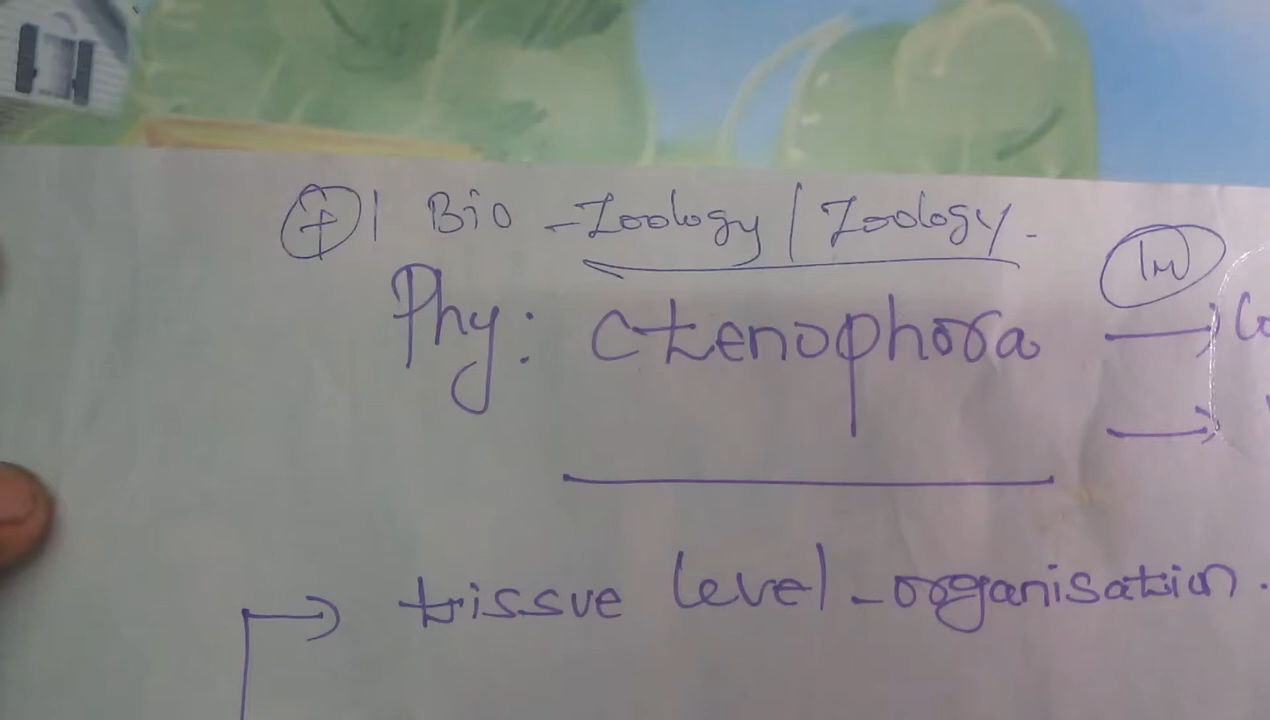 +1 Bio - Zoology / Zoology.
1M
Phy: Ctenophora
tissue level - organisation.